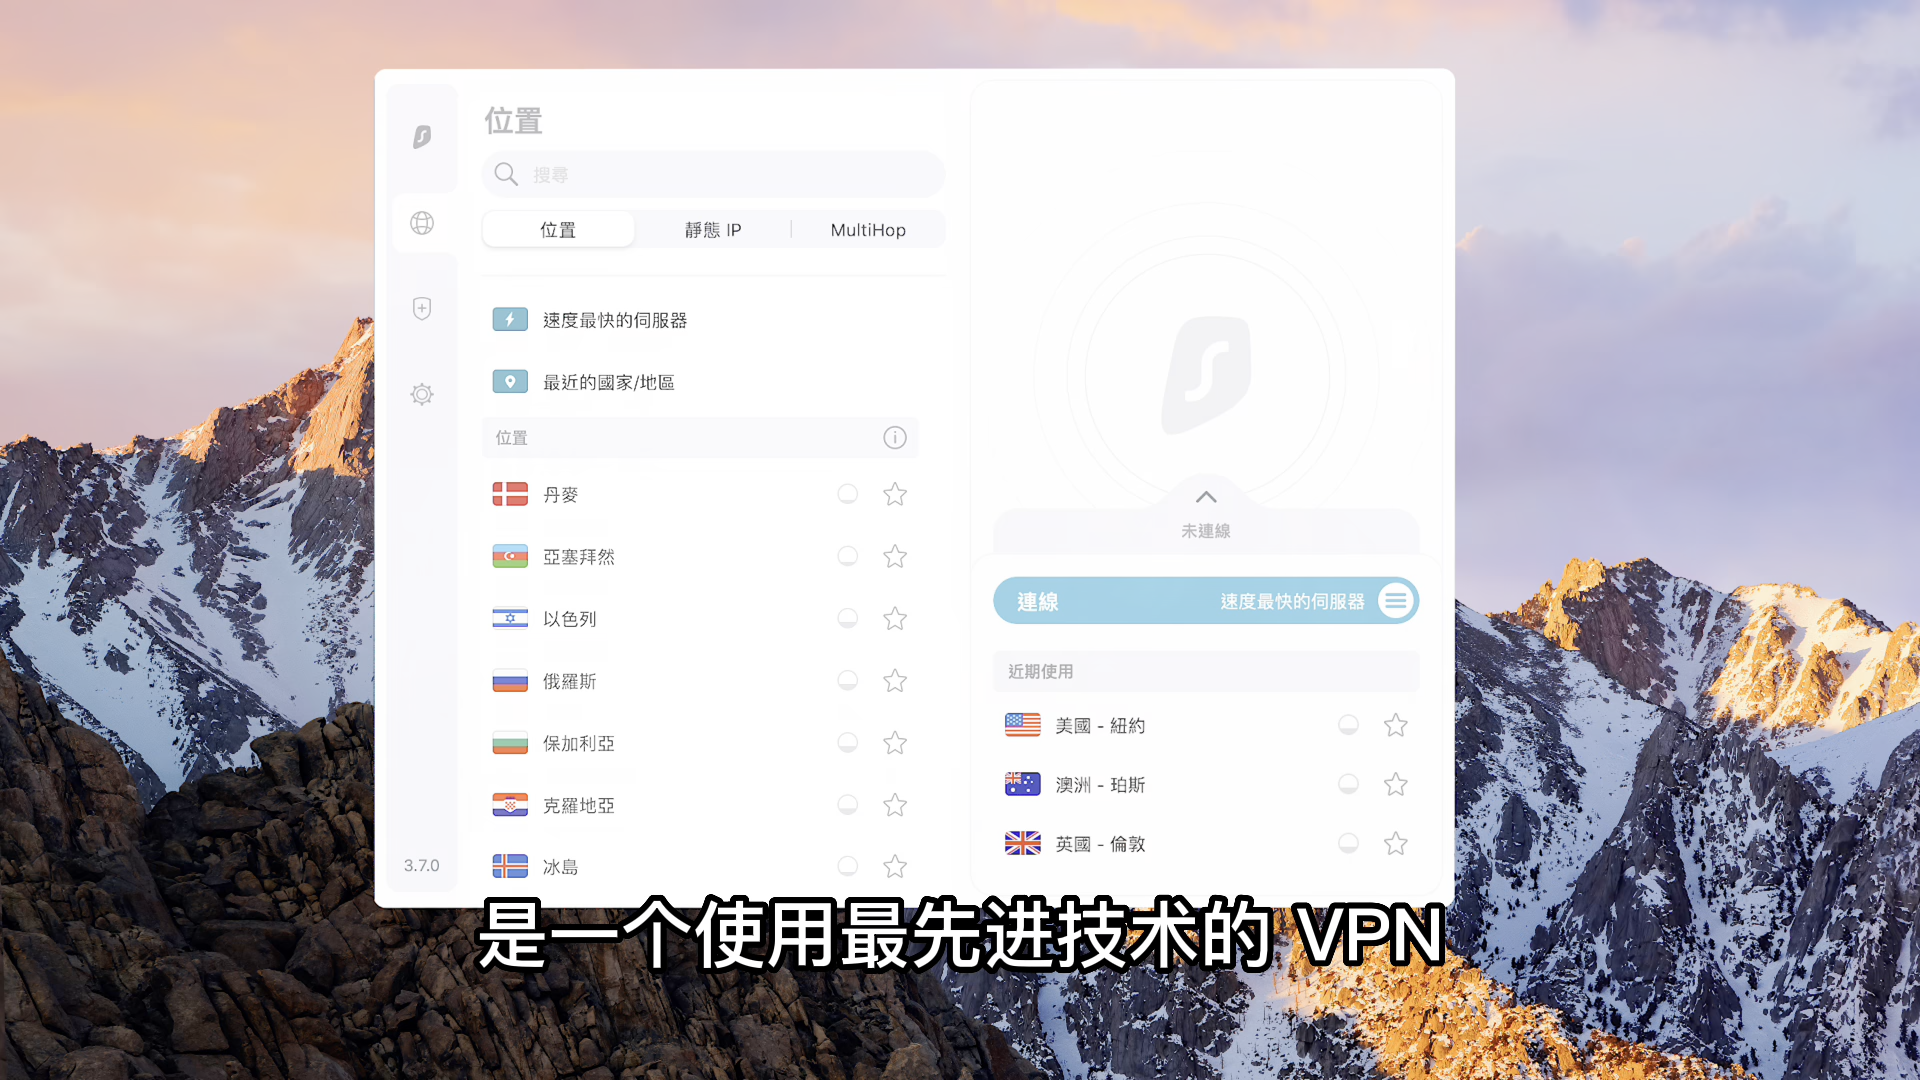 位置
搜尋
位置
靜態 IP
MultiHop
速度最快的伺服器
最近的國家/地區
位置
丹麥
亞塞拜然
以色列
俄羅斯
保加利亞
克羅地亞
冰島
3.7.0
未連線
連線
速度最快的伺服器
近期使用
美國 - 紐約
澳洲 - 珀斯
英國 - 倫敦
是一个使用最先进技术的 VPN